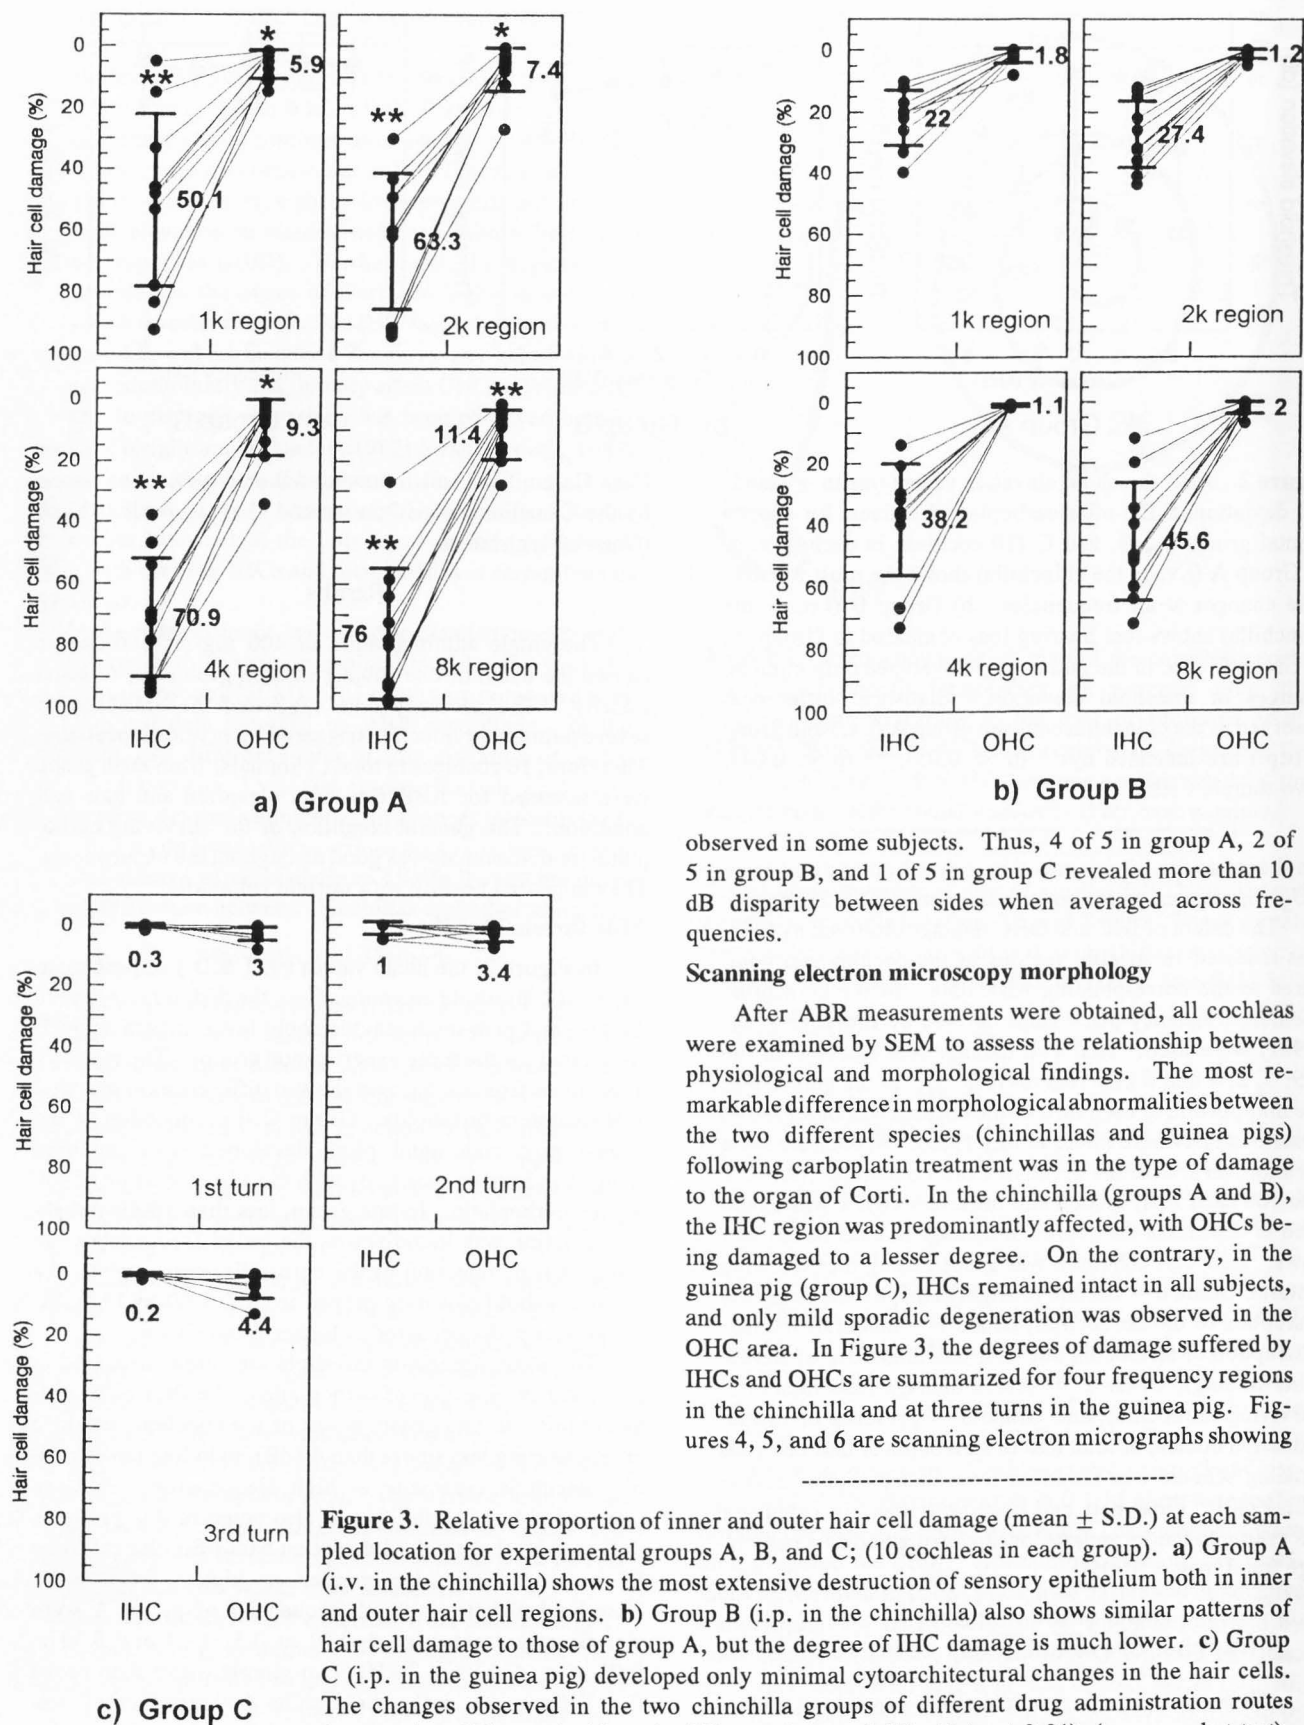 Hair cell damage (%)
0
20
40
60
80
100
**
50.1
*
5.9
1k region
**
63.3
*
7.4
2k region
Hair cell damage (%)
0
20
40
60
80
100
**
70.9
*
9.3
4k region
**
76
**
11.4
8k region
IHC OHC IHC OHC
a) Group A
Hair cell damage (%)
0
20
40
60
80
100
22
1.8
1k region
27.4
1.2
2k region
Hair cell damage (%)
0
20
40
60
80
100
38.2
1.1
4k region
45.6
2
8k region
IHC OHC IHC OHC
b) Group B
Hair cell damage (%)
0
20
40
60
80
100
0.3
3
1st turn
1
3.4
2nd turn
IHC OHC
Hair cell damage (%)
0
20
40
60
80
100
0.2
4.4
3rd turn
IHC OHC
c) Group C
observed in some subjects. Thus, 4 of 5 in group A, 2 of
5 in group B, and 1 of 5 in group C revealed more than 10
dB disparity between sides when averaged across fre-
quencies.
Scanning electron microscopy morphology
After ABR measurements were obtained, all cochleas
were examined by SEM to assess the relationship between
physiological and morphological findings. The most re-
markable difference in morphological abnormalities between
the two different species (chinchillas and guinea pigs)
following carboplatin treatment was in the type of damage
to the organ of Corti. In the chinchilla (groups A and B),
the IHC region was predominantly affected, with OHCs be-
ing damaged to a lesser degree. On the contrary, in the
guinea pig (group C), IHCs remained intact in all subjects,
and only mild sporadic degeneration was observed in the
OHC area. In Figure 3, the degrees of damage suffered by
IHCs and OHCs are summarized for four frequency regions
in the chinchilla and at three turns in the guinea pig. Fig-
ures 4, 5, and 6 are scanning electron micrographs showing
Figure 3. Relative proportion of inner and outer hair cell damage (mean ± S.D.) at each sam-
pled location for experimental groups A, B, and C; (10 cochleas in each group). a) Group A
(i.v. in the chinchilla) shows the most extensive destruction of sensory epithelium both in inner
and outer hair cell regions. b) Group B (i.p. in the chinchilla) also shows similar patterns of
hair cell damage to those of group A, but the degree of IHC damage is much lower. c) Group
C (i.p. in the guinea pig) developed only minimal cytoarchitectural changes in the hair cells.
The changes observed in the two chinchilla groups of different drug administration routes